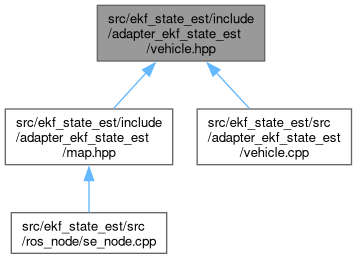 src/ekf_state_est/include
/adapter_ekf_state_est
/vehicle.hpp
src/ekf_state_est/include
/adapter_ekf_state_est
/map.hpp
src/ekf_state_est/src
/adapter_ekf_state_est
/vehicle.cpp
src/ekf_state_est/src
/ros_node/se_node.cpp